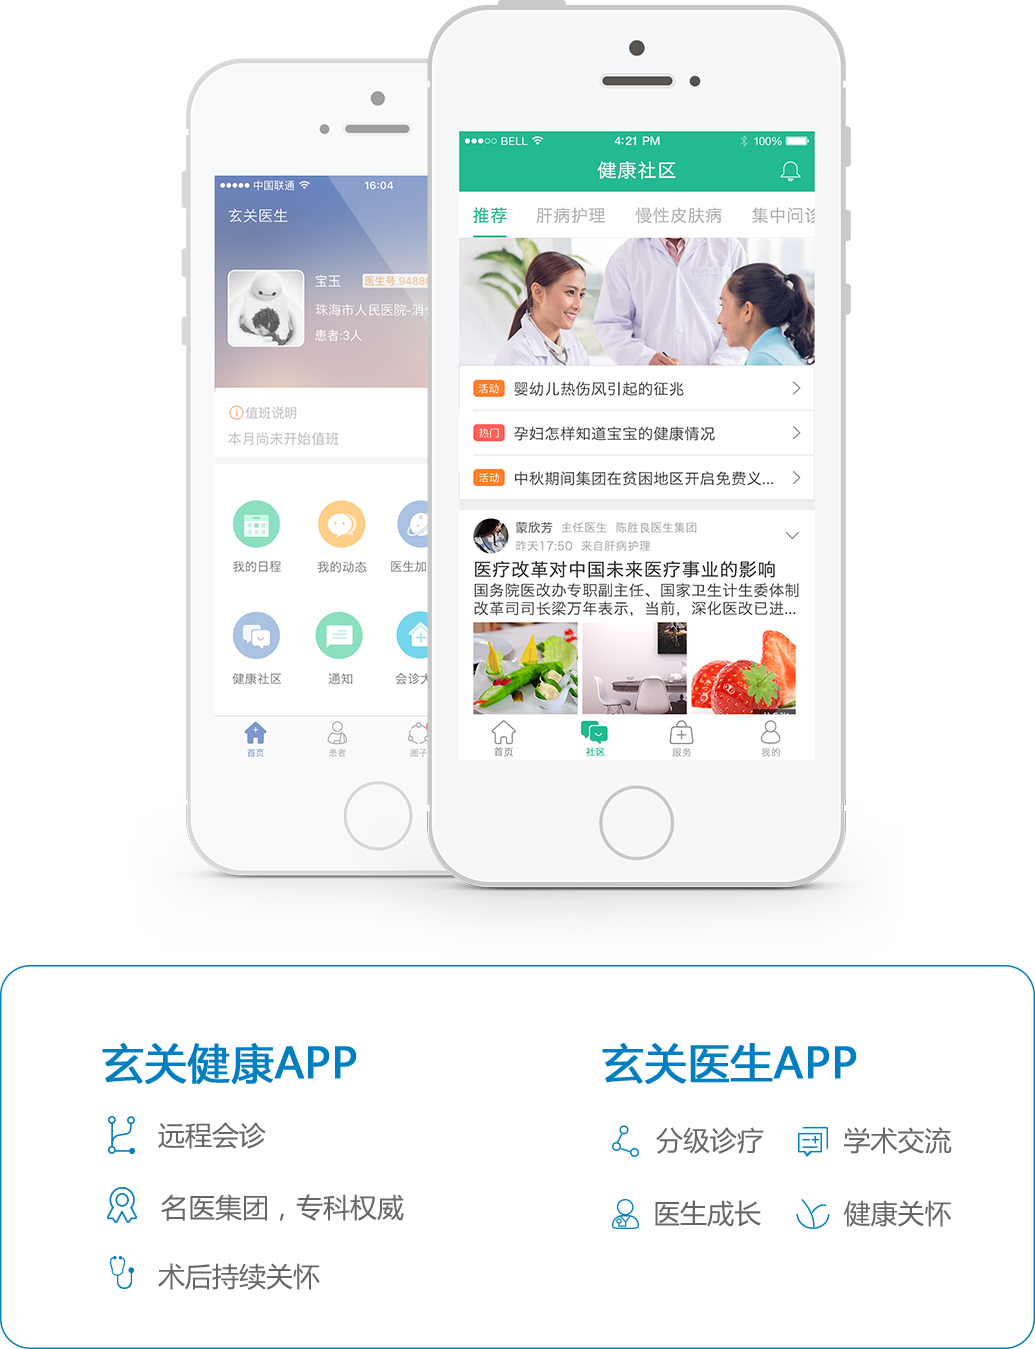 中国联通 16:04
玄关医生
宝玉 医生号 9488
珠海市人民医院-消
患者:3人
值班说明
本月尚未开始值班
我的日程 我的动态 医生加
健康社区 通知 会诊大
首页 患者 圈子
BELL 4:21 PM 100%
健康社区
推荐 肝病护理 慢性皮肤病 集中问诊
活动 婴幼儿热伤风引起的征兆
热门 孕妇怎样知道宝宝的健康情况
活动 中秋期间集团在贫困地区开启免费义...
蒙欣芳 主任医生 陈胜良医生集团
昨天17:50 来自肝病护理
医疗改革对中国未来医疗事业的影响
国务院医改办专职副主任、国家卫生计生委体制
改革司司长梁万年表示，当前，深化医改已进...
首页 社区 服务 我的
玄关健康APP
远程会诊
名医集团，专科权威
术后持续关怀
玄关医生APP
分级诊疗 学术交流
医生成长 健康关怀